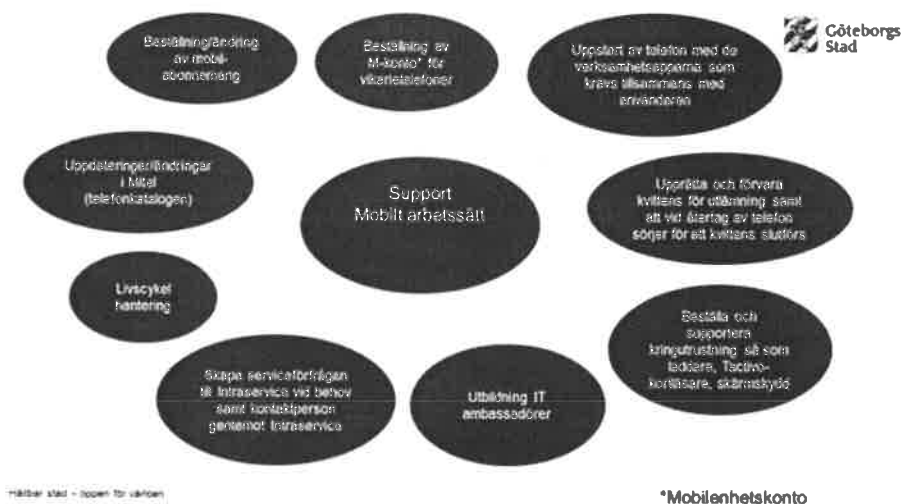 Göteborgs
Stad
Beställning/ändring
av mobil-
abonnemang
Beställning av
M-konto* för
vikarietelefoner
Uppstart av telefon med de
verksamhetsapparna som
krävs tillsammans med
användaren
Uppdateringar/ändringar
i Mitel
(telefonkatalogen)
Support
Mobilt arbetssätt
Upprätta och förvara
kvittens för utlämning samt
att vid återtag av telefon
sörjer för att kvittens slutförs
Livscykel
hantering
Beställa och
supportera
kringutrustning så som
laddare, Tactivo-
kortläsare, skärmskydd
Skapa serviceförfrågan
till Intraservice vid behov
samt kontaktperson
gentemot Intraservice
Utbildning IT
ambassadörer
Hållbar stad – öppen för världen
*Mobilenhetskonto